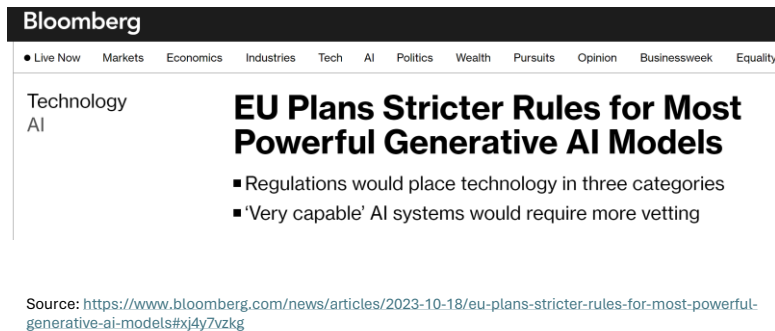 Bloomberg
• Live Now Markets Economics Industries Tech AI Politics Wealth Pursuits Opinion Businessweek Equality
Technology
AI
EU Plans Stricter Rules for Most
Powerful Generative AI Models
■ Regulations would place technology in three categories
■ ‘Very capable’ AI systems would require more vetting
Source: https://www.bloomberg.com/news/articles/2023-10-18/eu-plans-stricter-rules-for-most-powerful-
generative-ai-models#xj4y7vzkg